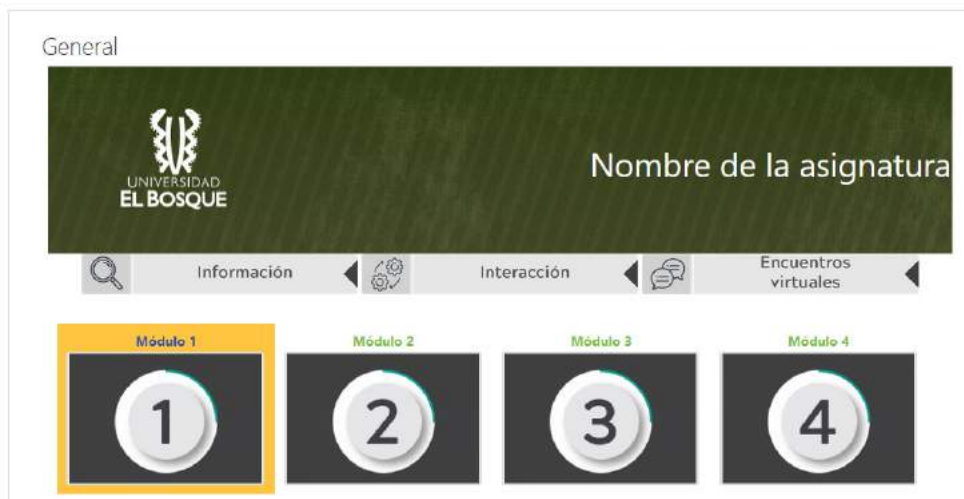 General
UNIVERSIDAD
EL BOSQUE
Nombre de la asignatura
Información
Interacción
Encuentros
virtuales
Módulo 1
Módulo 2
Módulo 3
Módulo 4
1
2
3
4